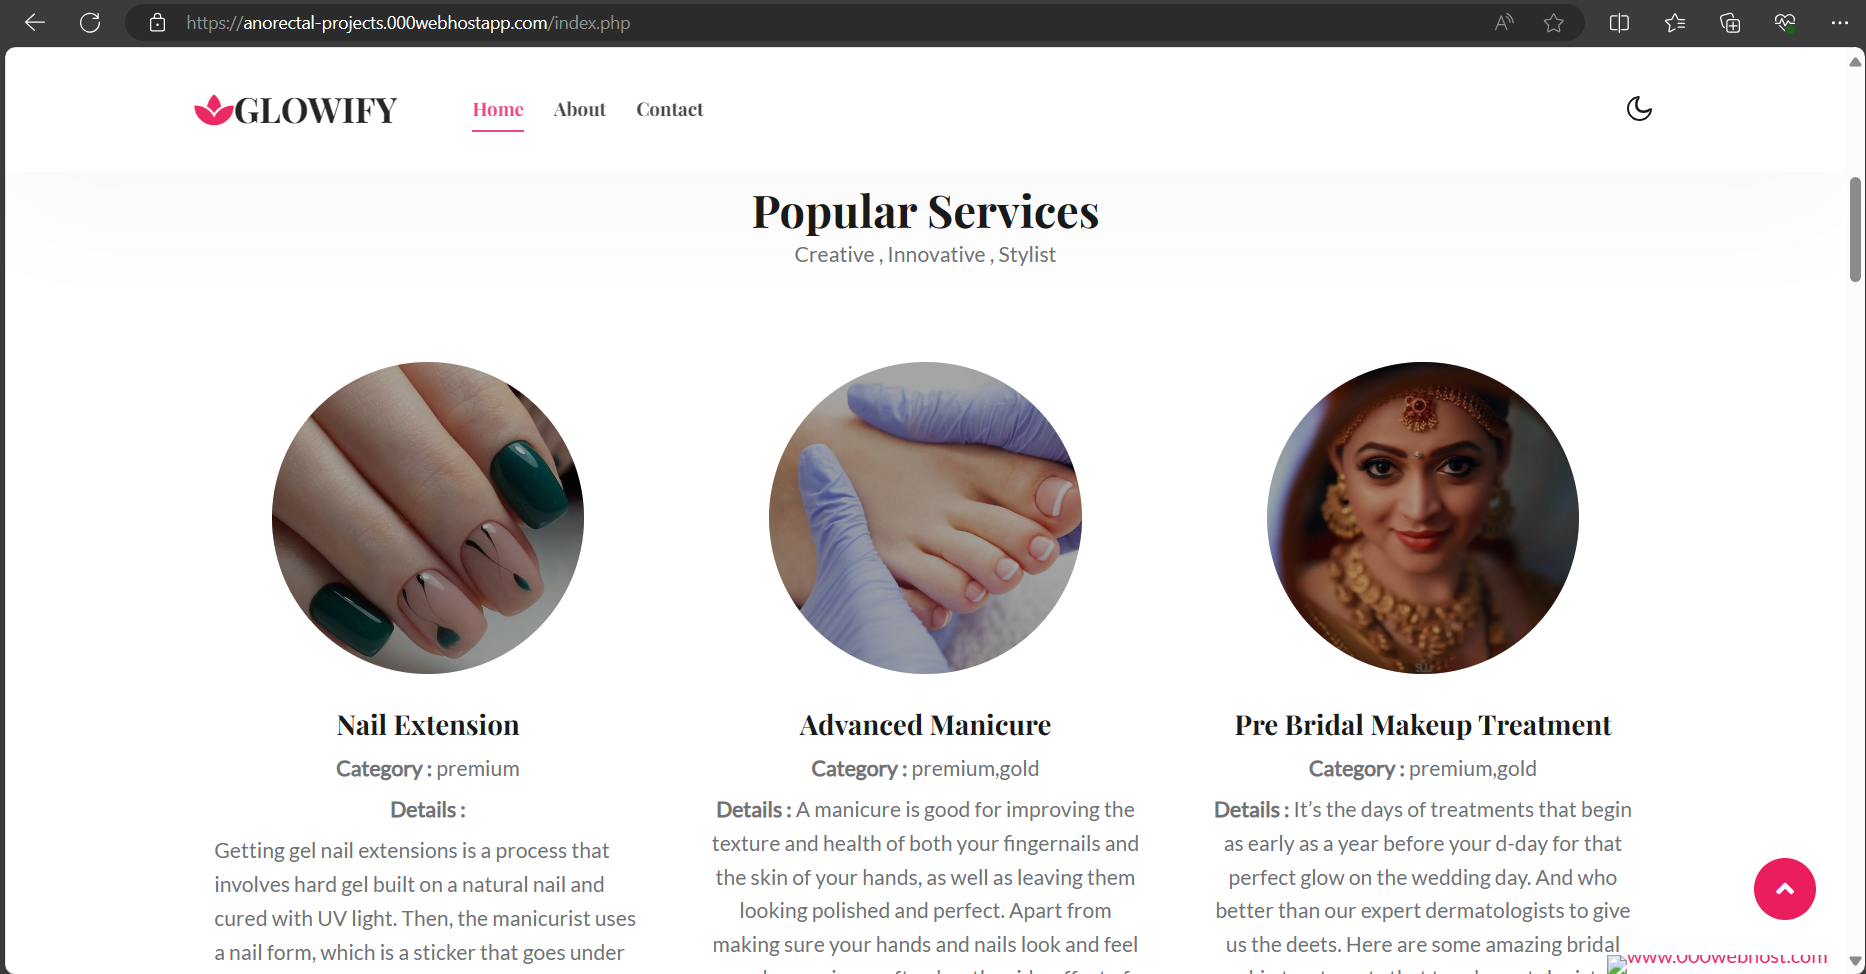 https://anorectal-projects.000webhostapp.com/index.php
GLOWIFY
Home
About
Contact
Popular Services
Creative , Innovative , Stylist
Nail Extension
Category : premium
Details :
Getting gel nail extensions is a process that
involves hard gel built on a natural nail and
cured with UV light. Then, the manicurist uses
a nail form, which is a sticker that goes under
Advanced Manicure
Category : premium,gold
Details : A manicure is good for improving the
texture and health of both your fingernails and
the skin of your hands, as well as leaving them
looking polished and perfect. Apart from
making sure your hands and nails look and feel
Pre Bridal Makeup Treatment
Category : premium,gold
Details : It’s the days of treatments that begin
as early as a year before your d-day for that
perfect glow on the wedding day. And who
better than our expert dermatologists to give
us the deets. Here are some amazing bridal
www.000webhost.com